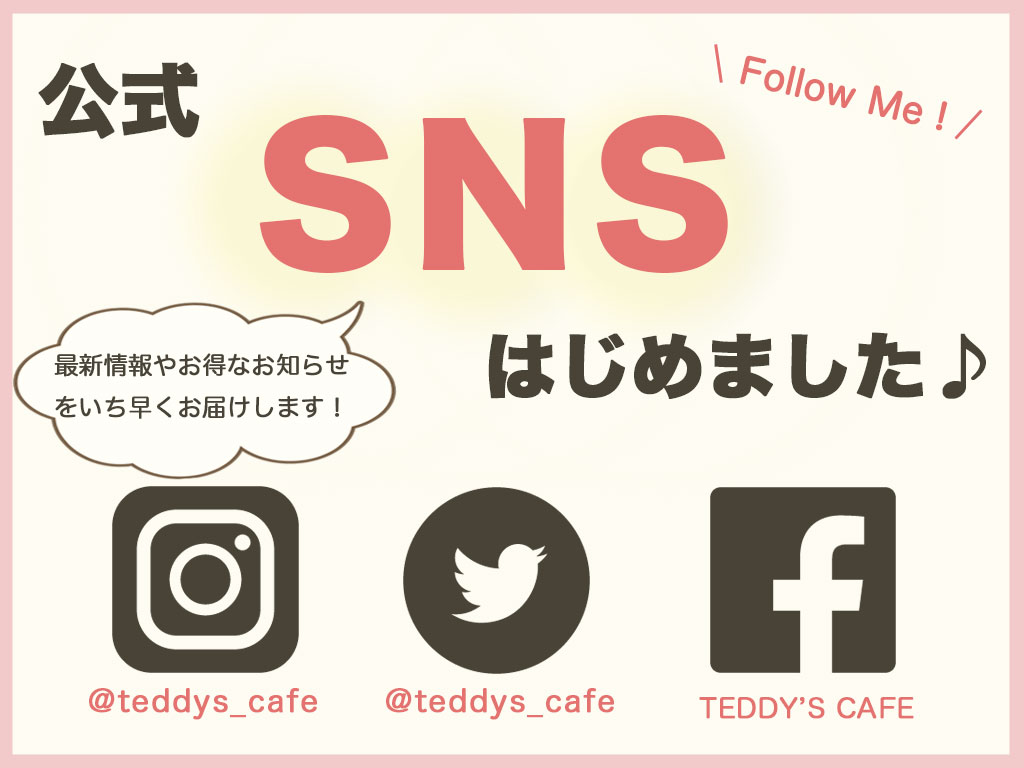 公式
\ Follow Me ! /
SNS
はじめました♪
最新情報やお得なお知らせ
をいち早くお届けします！
@teddys_cafe
@teddys_cafe
TEDDY’S CAFE